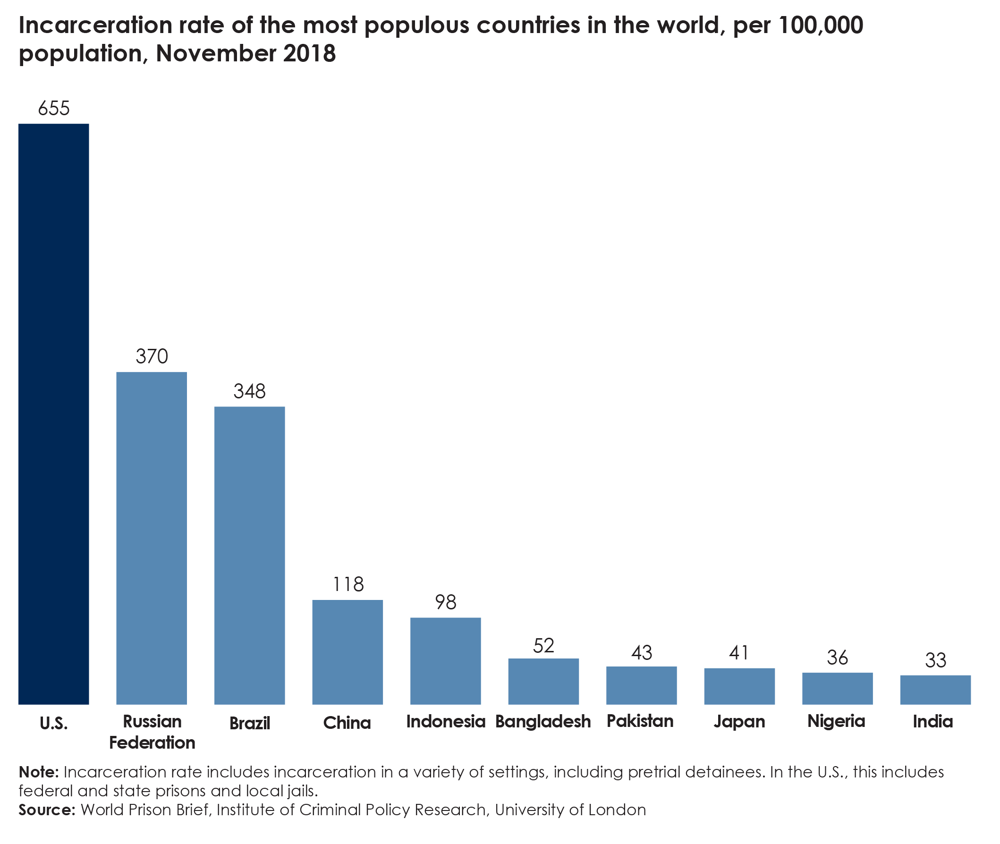 Incarceration rate of the most populous countries in the world, per 100,000
population, November 2018
655
370
348
118
98
52
43
41
36
33
U.S.
Russian
Federation
Brazil
China
Indonesia
Bangladesh
Pakistan
Japan
Nigeria
India
Note: Incarceration rate includes incarceration in a variety of settings, including pretrial detainees. In the U.S., this includes
federal and state prisons and local jails.
Source: World Prison Brief, Institute of Criminal Policy Research, University of London